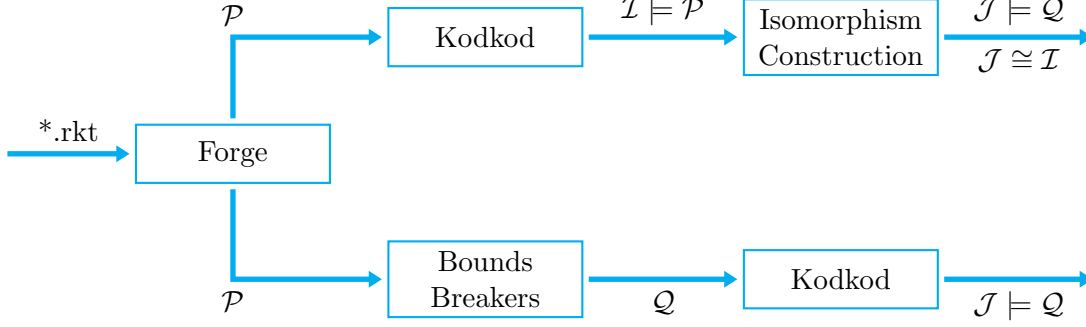 𝒫
Kodkod
ℐ ⊨ 𝒫
Isomorphism
Construction
𝒥 ⊨ 𝒬
𝒥 ≅ ℐ
*.rkt
Forge
𝒫
Bounds
Breakers
𝒬
Kodkod
𝒥 ⊨ 𝒬